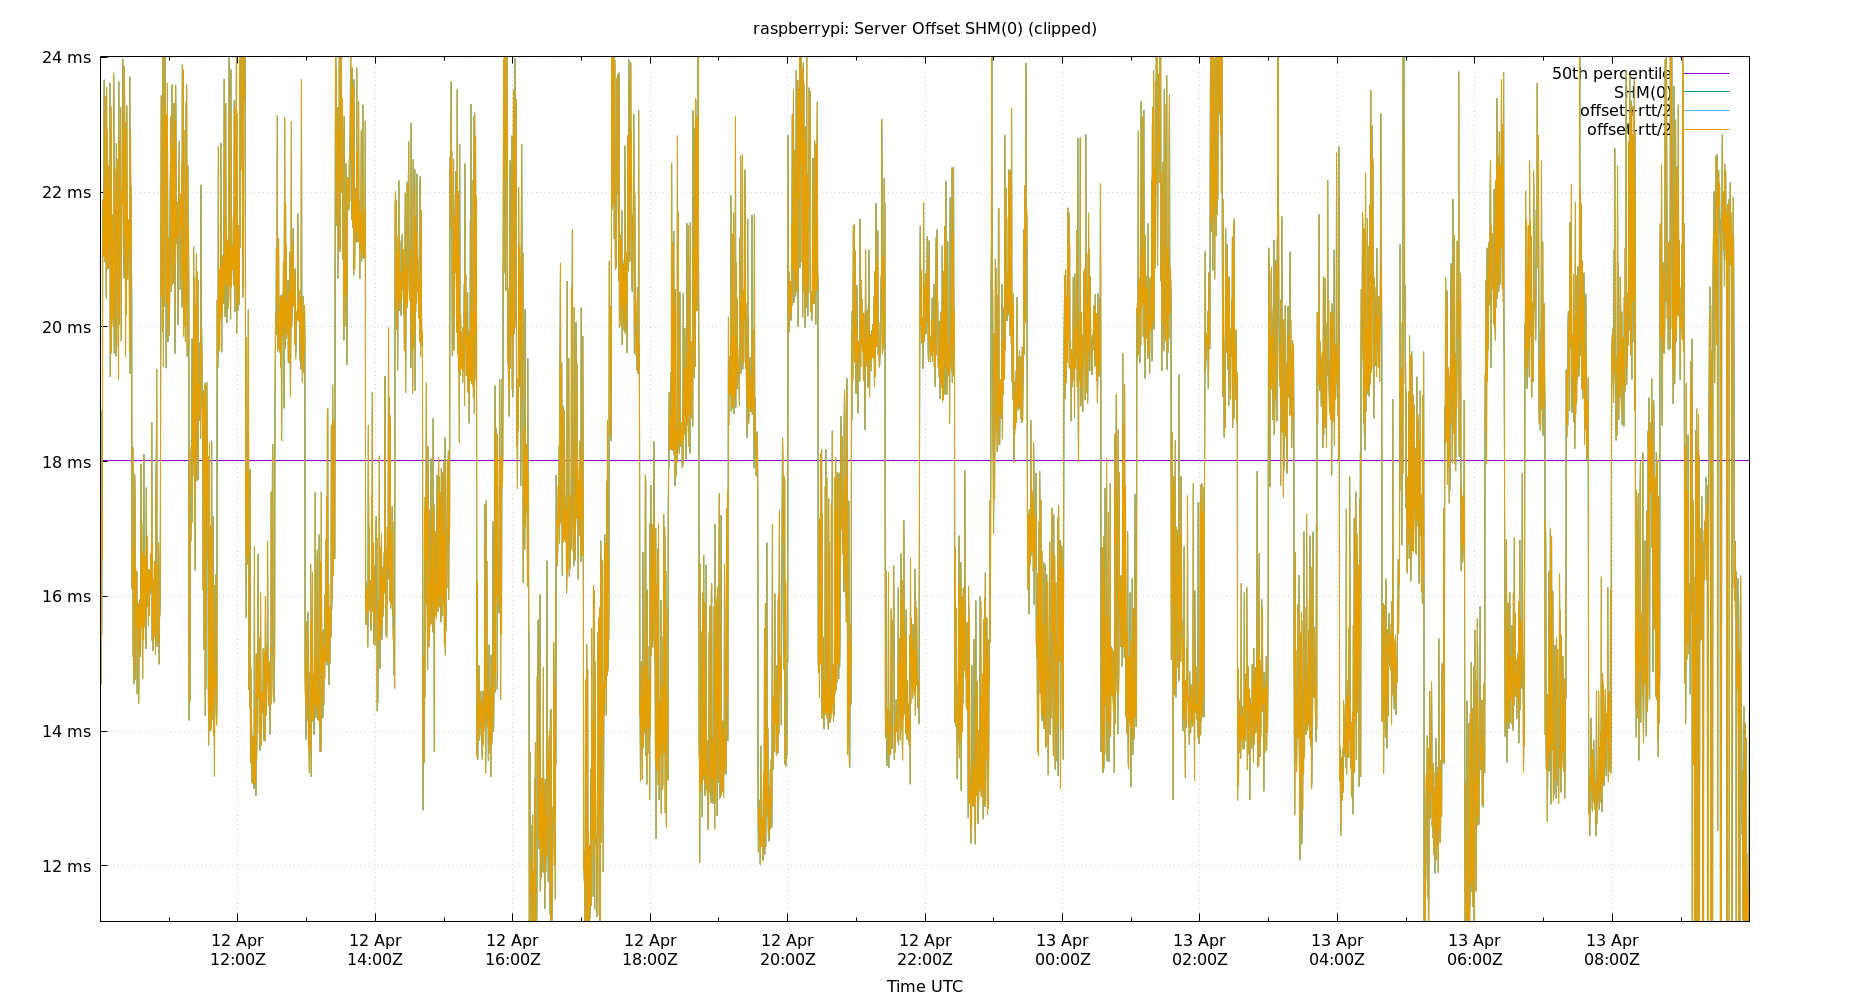 raspberrypi: Server Offset SHM(0) (clipped)
24 ms
22 ms
20 ms
18 ms
16 ms
14 ms
12 ms
50th percentile
SHM(0)
offset+rtt/2
offset-rtt/2
12 Apr 12:00Z
12 Apr 14:00Z
12 Apr 16:00Z
12 Apr 18:00Z
12 Apr 20:00Z
12 Apr 22:00Z
13 Apr 00:00Z
13 Apr 02:00Z
13 Apr 04:00Z
13 Apr 06:00Z
13 Apr 08:00Z
Time UTC